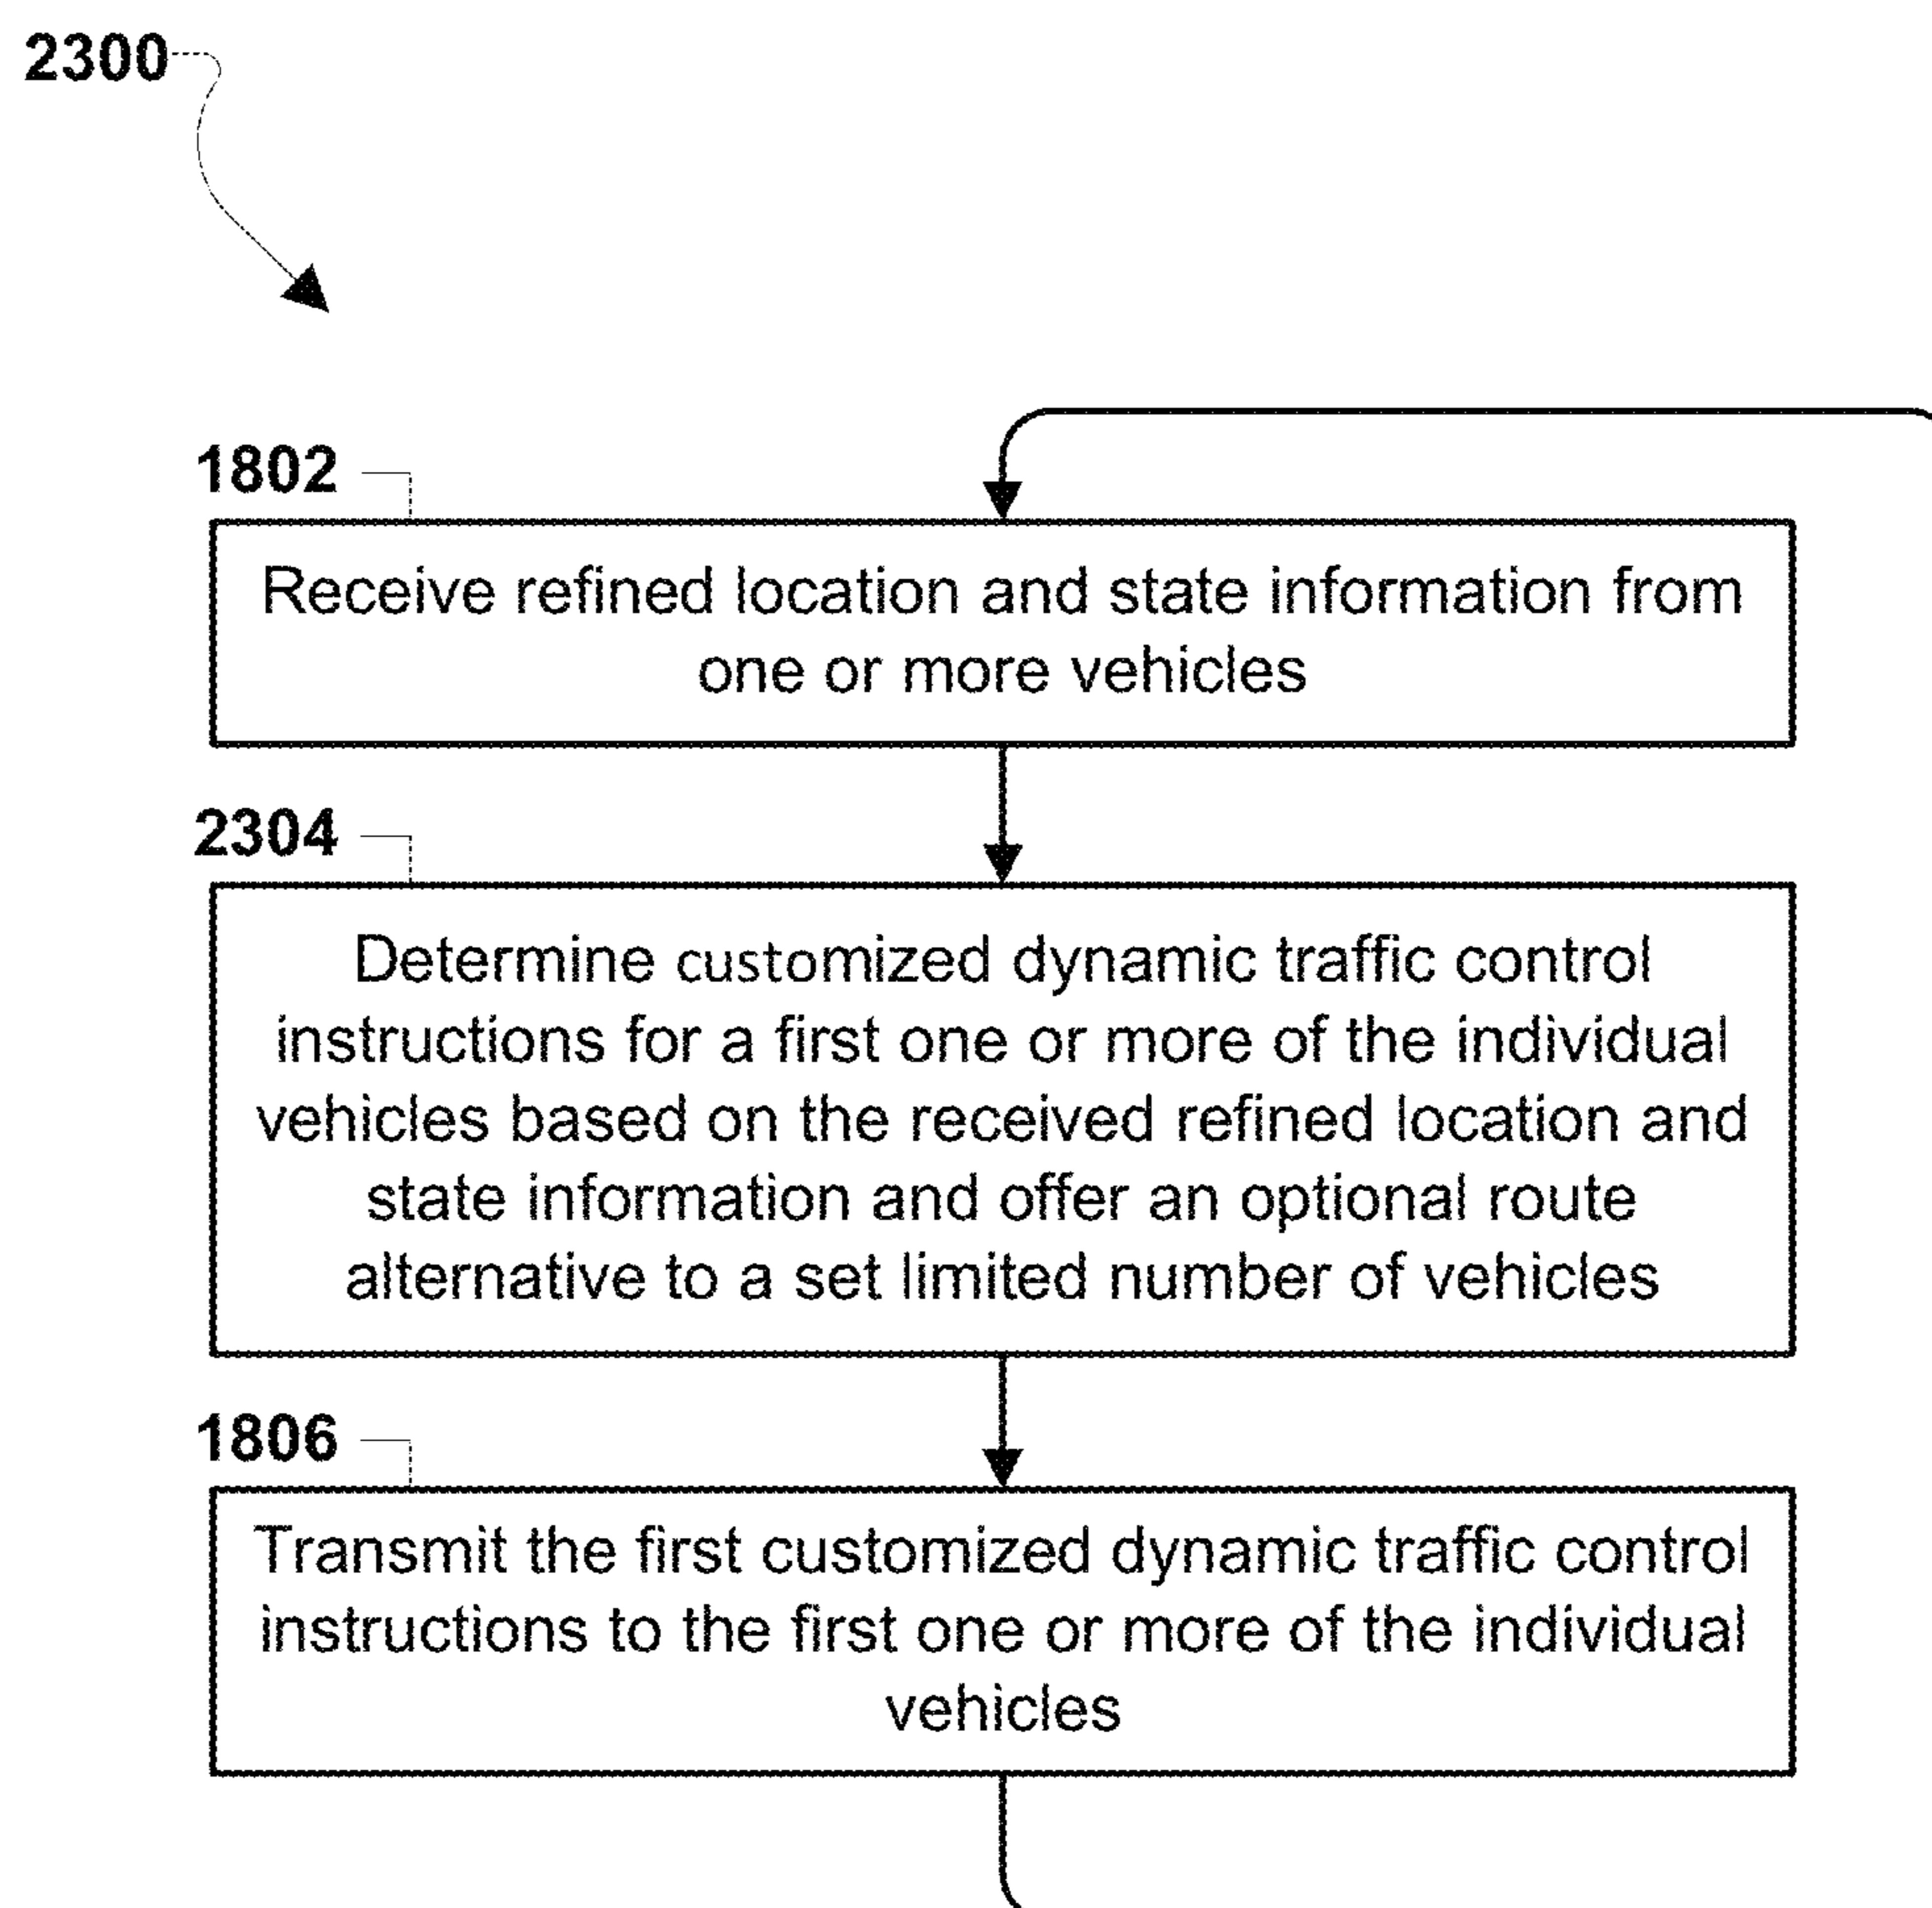 2300
1802
Receive refined location and state information from
one or more vehicles
2304
Determine customized dynamic traffic control
instructions for a first one or more of the individual
vehicles based on the received refined location and
state information and offer an optional route
alternative to a set limited number of vehicles
1806
Transmit the first customized dynamic traffic control
instructions to the first one or more of the individual
vehicles